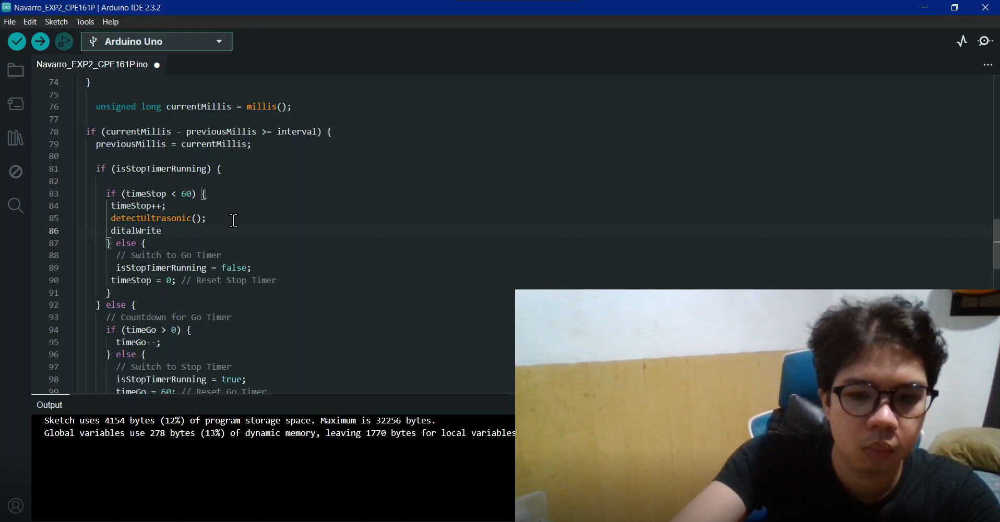 Navarro_EXP2_CPE161P | Arduino IDE 2.3.2
File Edit Sketch Tools Help
Arduino Uno
Navarro_EXP2_CPE161P.ino
74 }
75
76 unsigned long currentMillis = millis();
77
78 if (currentMillis - previousMillis >= interval) {
79 previousMillis = currentMillis;
80
81 if (isStopTimerRunning) {
82
83 if (timeStop < 60) {
84 timeStop++;
85 detectUltrasonic();
86 ditalWrite
87 } else {
88 // Switch to Go Timer
89 isStopTimerRunning = false;
90 timeStop = 0; // Reset Stop Timer
91 }
92 } else {
93 // Countdown for Go Timer
94 if (timeGo > 0) {
95 timeGo--;
96 } else {
97 // Switch to Stop Timer
98 isStopTimerRunning = true;
99 timeGo = 60; // Reset Go Timer
Output
Sketch uses 4154 bytes (12%) of program storage space. Maximum is 32256 bytes.
Global variables use 278 bytes (13%) of dynamic memory, leaving 1770 bytes for local variables